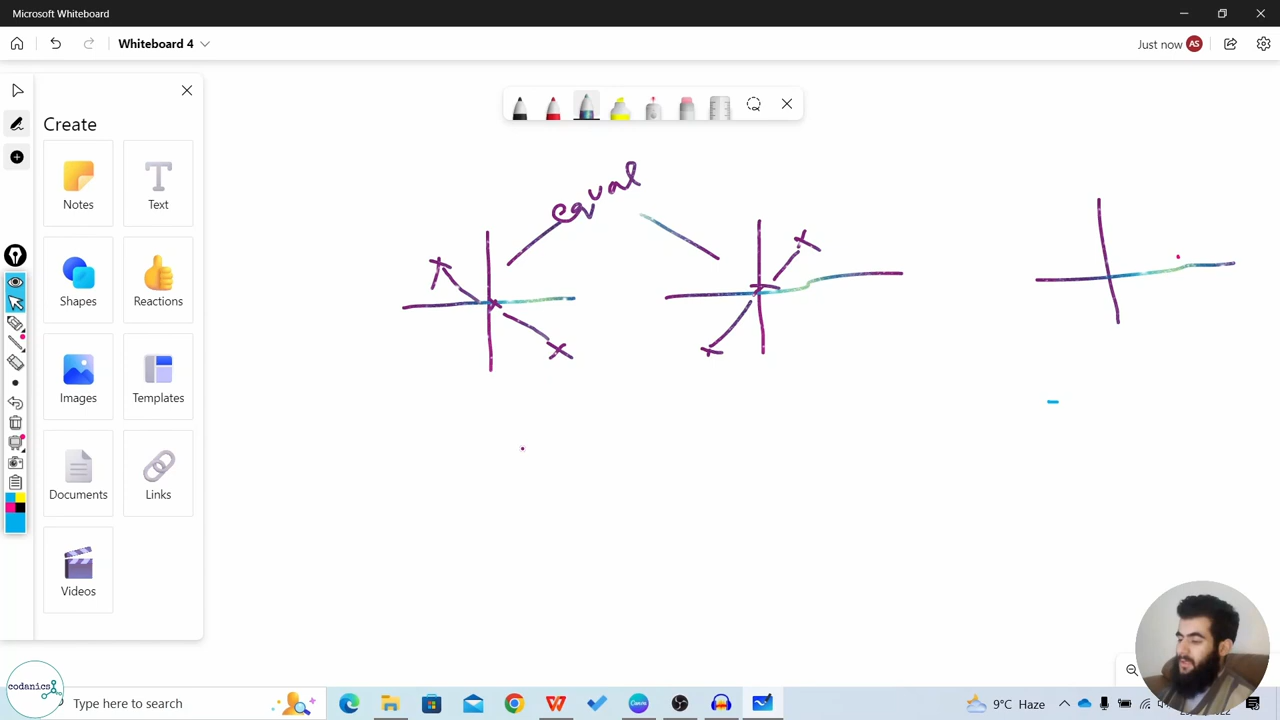 Microsoft Whiteboard
Whiteboard 4
Just now AS
Create
Notes
Text
Shapes
Reactions
Images
Templates
Documents
Links
Videos
equal
codanics
Type here to search
9°C Haze